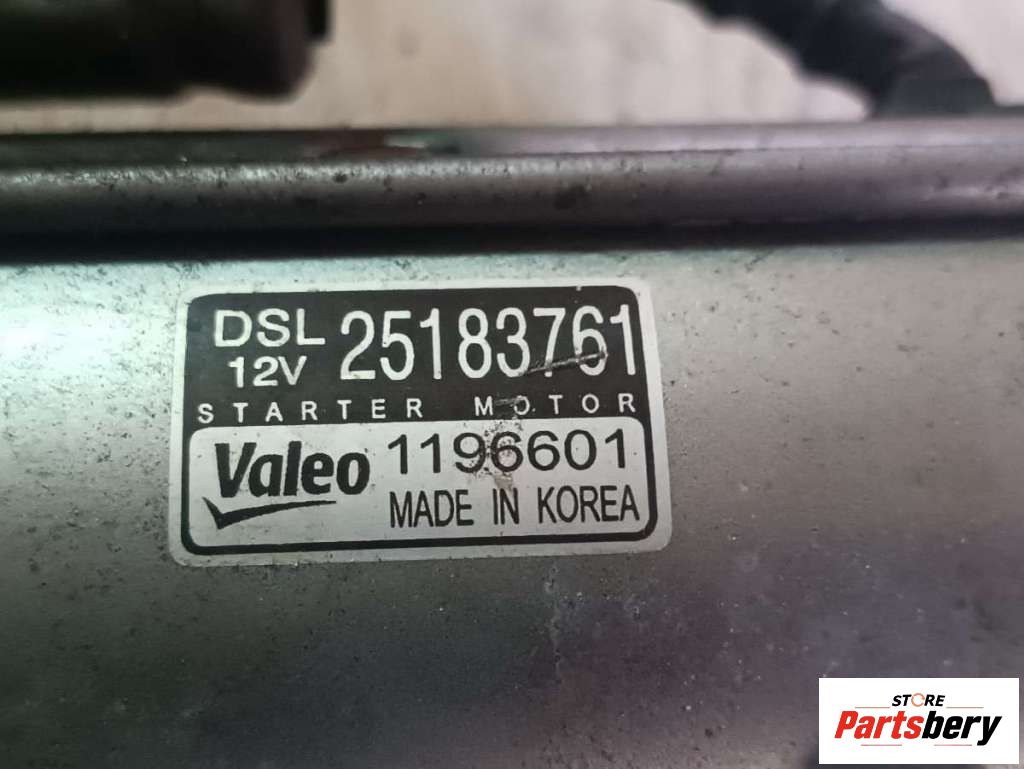 DSL 25183761
12V
STARTER MOTOR
Valeo 1196601
MADE IN KOREA
STORE
Partsbery